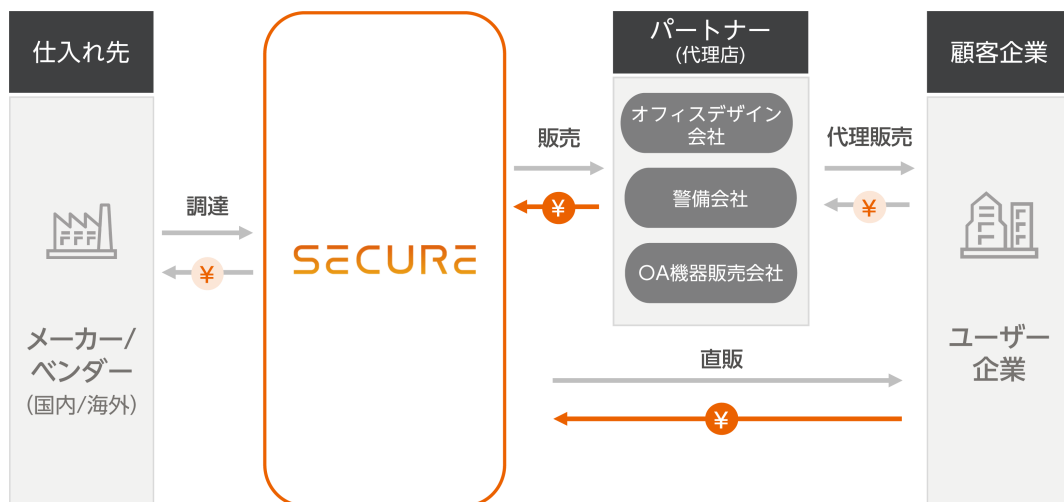 仕入れ先
メーカー/
ベンダー
(国内/海外)
調達
¥
SECURE
販売
¥
パートナー
(代理店)
オフィスデザイン
会社
警備会社
OA機器販売会社
代理販売
¥
直販
¥
顧客企業
ユーザー
企業